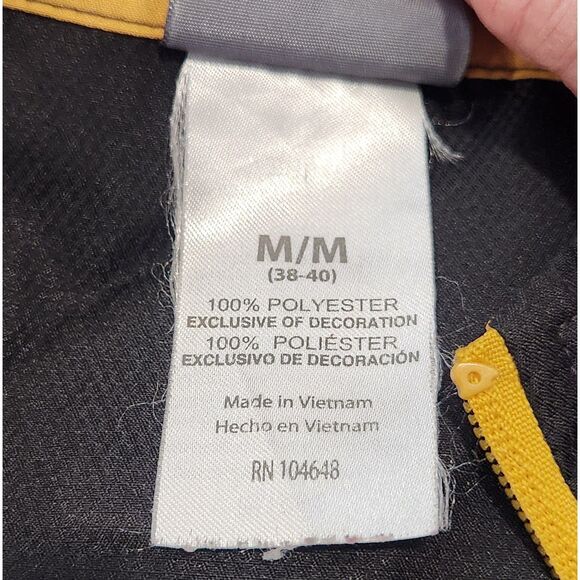 M/M
(38-40)
100% POLYESTER
EXCLUSIVE OF DECORATION
100% POLIÉSTER
EXCLUSIVO DE DECORACIÓN
Made in Vietnam
Hecho en Vietnam
RN 104648